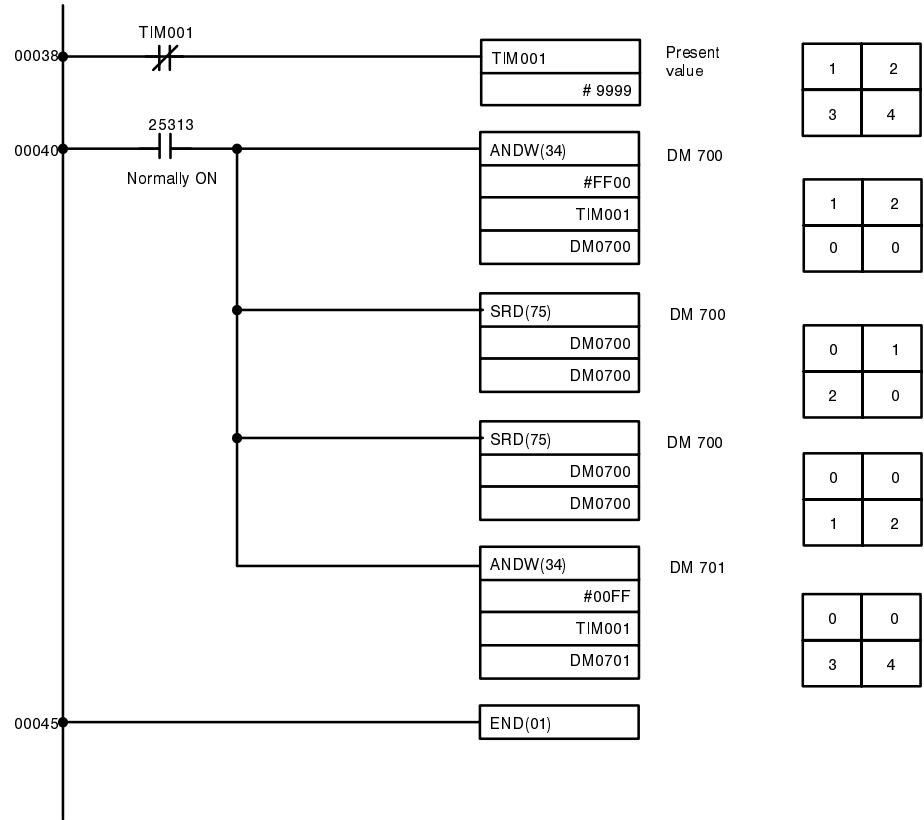 TIM001
00038
TIM001
# 9999
Present
value
1 2
3 4
25313
00040
Normally ON
ANDW(34)
#FF00
TIM001
DM0700
DM 700
1 2
0 0
SRD(75)
DM0700
DM0700
DM 700
0 1
2 0
SRD(75)
DM0700
DM0700
DM 700
0 0
1 2
ANDW(34)
#00FF
TIM001
DM0701
DM 701
0 0
3 4
00045
END(01)